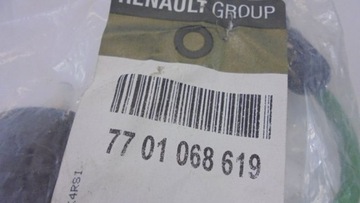 RENAULT GROUP
77 01 068 619